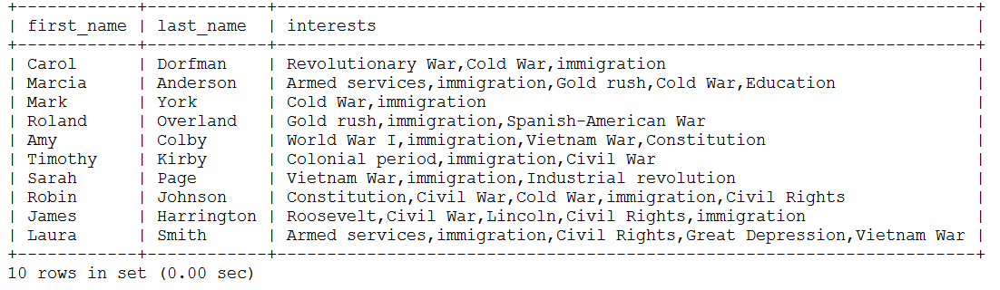 +------------+------------+-------------------------------------------------------------------------+
| first_name | last_name  | interests                                                               |
+------------+------------+-------------------------------------------------------------------------+
| Carol      | Dorfman    | Revolutionary War,Cold War,immigration                                  |
| Marcia     | Anderson   | Armed services,immigration,Gold rush,Cold War,Education                 |
| Mark       | York       | Cold War,immigration                                                    |
| Roland     | Overland   | Gold rush,immigration,Spanish-American War                              |
| Amy        | Colby      | World War I,immigration,Vietnam War,Constitution                        |
| Timothy    | Kirby      | Colonial period,immigration,Civil War                                   |
| Sarah      | Page       | Vietnam War,immigration,Industrial revolution                           |
| Robin      | Johnson    | Constitution,Civil War,Cold War,immigration,Civil Rights                |
| James      | Harrington | Roosevelt,Civil War,Lincoln,Civil Rights,immigration                    |
| Laura      | Smith      | Armed services,immigration,Civil Rights,Great Depression,Vietnam War |
+------------+------------+-------------------------------------------------------------------------+
10 rows in set (0.00 sec)